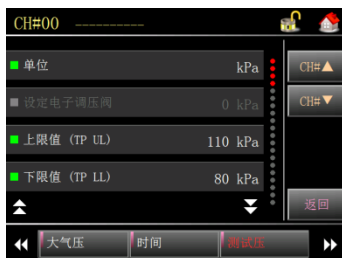 CH#00 ----------
单位 kPa
CH#▲
设定电子调压阀 0 kPa
CH#▼
上限值 (TP UL) 110 kPa
下限值 (TP LL) 80 kPa
返回
大气压 时间 测试压